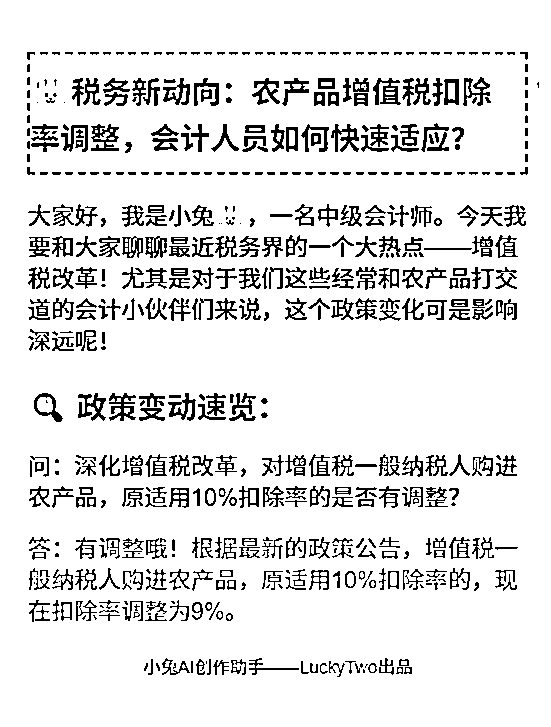 🐰 税务新动向：农产品增值税扣除
率调整，会计人员如何快速适应？
大家好，我是小兔🐰，一名中级会计师。今天我
要和大家聊聊最近税务界的一个大热点——增值
税改革！尤其是对于我们这些经常和农产品打交
道的会计小伙伴们来说，这个政策变化可是影响
深远呢！
🔍 政策变动速览：
问：深化增值税改革，对增值税一般纳税人购进
农产品，原适用10%扣除率的是否有调整？
答：有调整哦！根据最新的政策公告，增值税一
般纳税人购进农产品，原适用10%扣除率的，现
在扣除率调整为9%。
小兔AI创作助手——LuckyTwo出品